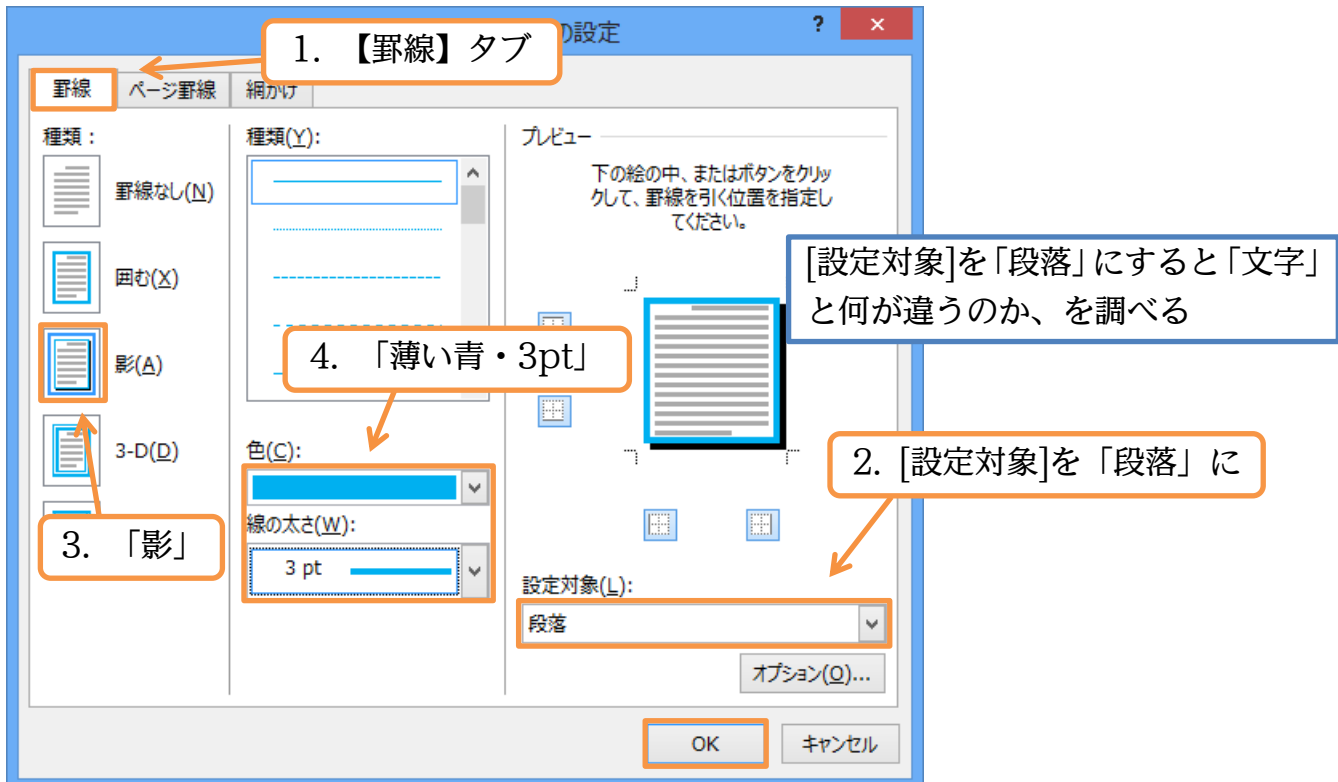 の設定
?
×
1. 【罫線】タブ
罫線
ページ罫線
網かけ
種類：
罫線なし(N)
囲む(X)
影(A)
3-D(D)
3. 「影」
種類(Y):
4. 「薄い青・3pt」
色(C):
線の太さ(W):
3 pt
プレビュー
下の絵の中、またはボタンをクリッ
クして、罫線を引く位置を指定し
てください。
[設定対象]を「段落」にすると「文字」
と何が違うのか、を調べる
2. [設定対象]を「段落」に
設定対象(L):
段落
オプション(O)...
OK
キャンセル